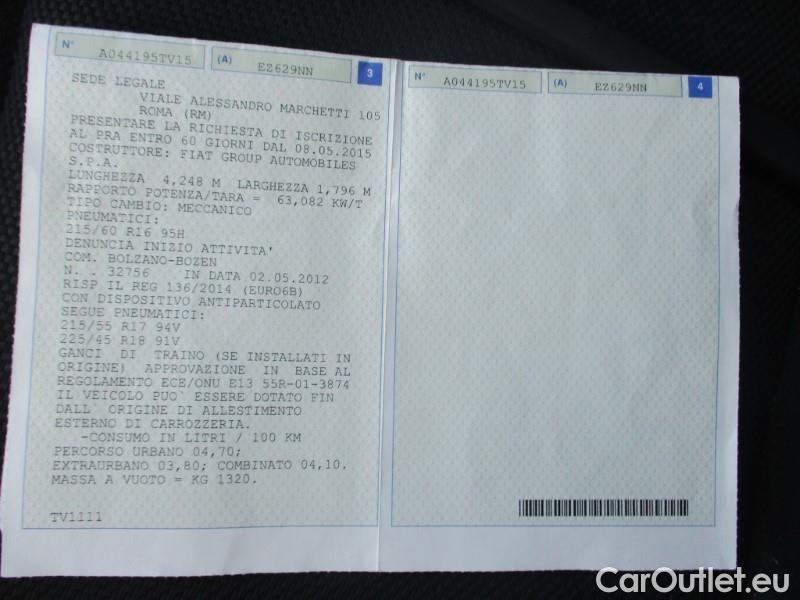 N° A044195TV15 (A) EZ629NN 3
SEDE LEGALE
VIALE ALESSANDRO MARCHETTI 105
ROMA (RM)
PRESENTARE LA RICHIESTA DI ISCRIZIONE
AL PRA ENTRO 60 GIORNI DAL 08.05.2015
COSTRUTTORE: FIAT GROUP AUTOMOBILES
S.P.A.
LUNGHEZZA 4,248 M LARGHEZZA 1,796 M
RAPPORTO POTENZA/TARA = 63,082 KW/T
TIPO CAMBIO: MECCANICO
PNEUMATICI:
215/60 R16 95H
DENUNCIA INIZIO ATTIVITA'
COM. BOLZANO-BOZEN
N. . 32756 IN DATA 02.05.2012
RISP IL REG 136/2014 (EURO6B)
CON DISPOSITIVO ANTIPARTICOLATO
SEGUE PNEUMATICI:
215/55 R17 94V
225/45 R18 91V
GANCI DI TRAINO (SE INSTALLATI IN
ORIGINE) APPROVAZIONE IN BASE AL
REGOLAMENTO ECE/ONU E13 55R-01-3874
IL VEICOLO PUO` ESSERE DOTATO FIN
DALL` ORIGINE DI ALLESTIMENTO
ESTERNO DI CARROZZERIA.
-CONSUMO IN LITRI / 100 KM
PERCORSO URBANO 04,70;
EXTRAURBANO 03,80; COMBINATO 04,10.
MASSA A VUOTO = KG 1320.
TV1111
N° A044195TV15 (A) EZ629NN 4
CarOutlet.eu